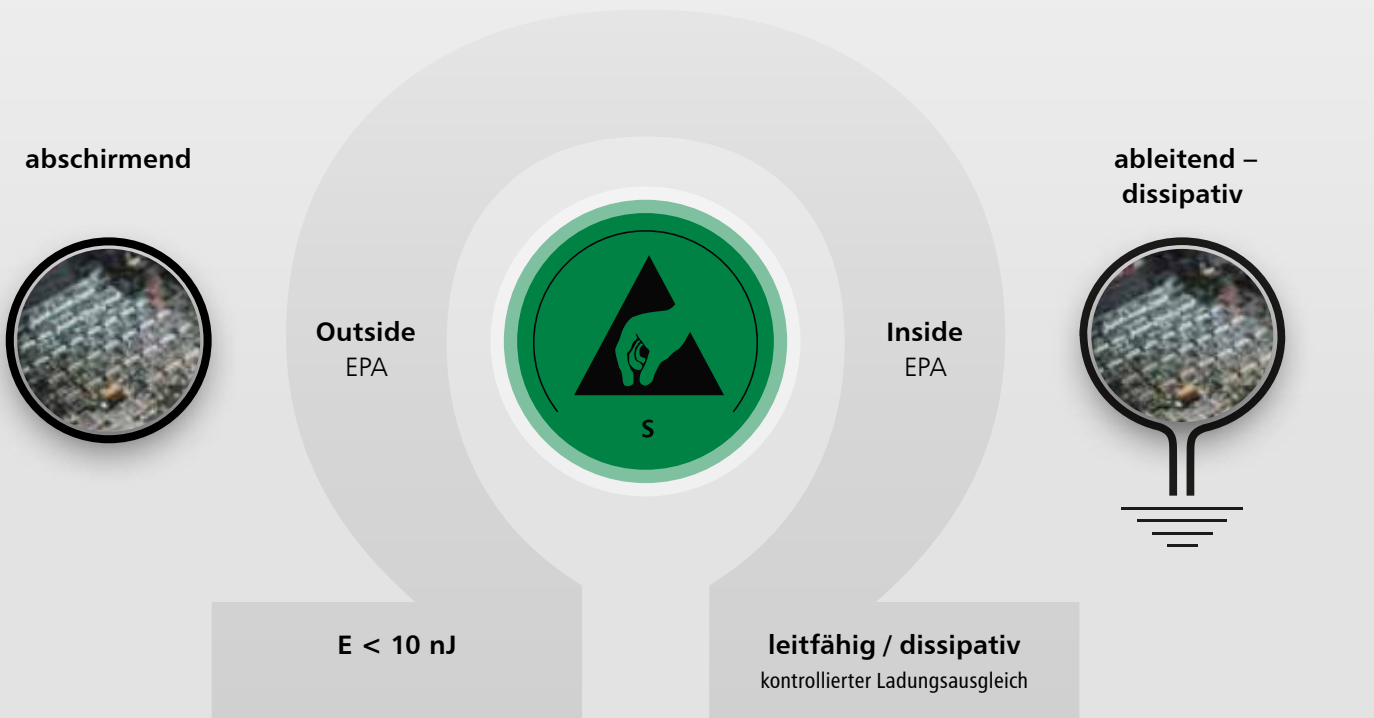 abschirmend
Outside
EPA
E < 10 nJ
S
Inside
EPA
leitfähig / dissipativ
kontrollierter Ladungsausgleich
ableitend –
dissipativ